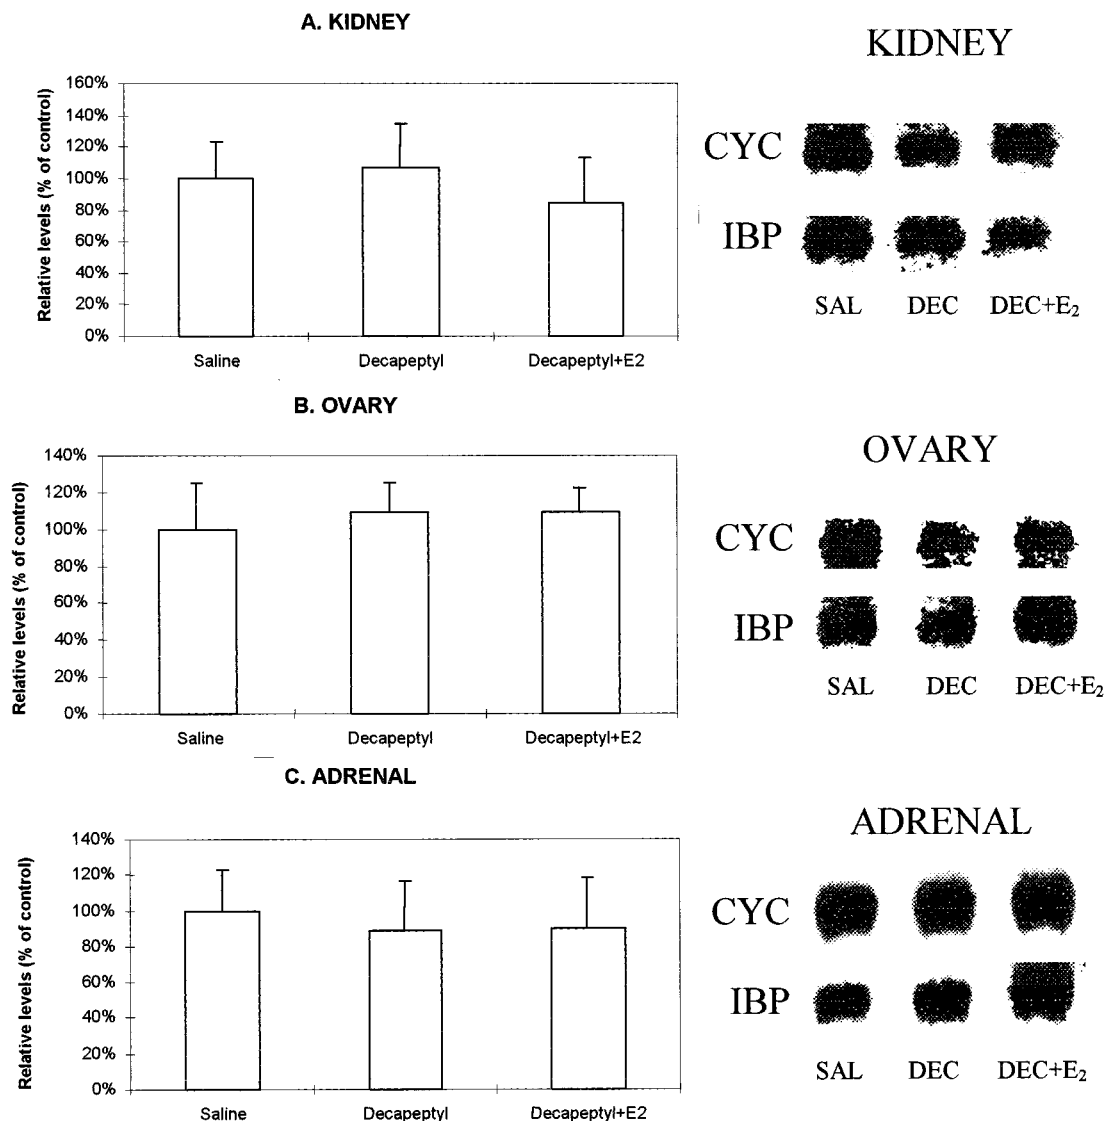 A. KIDNEY
Relative levels (% of control)
160%
140%
120%
100%
80%
60%
40%
20%
0%
Saline
Decapeptyl
Decapeptyl+E2
KIDNEY
CYC
IBP
SAL DEC DEC+E₂
B. OVARY
Relative levels (% of control)
140%
120%
100%
80%
60%
40%
20%
0%
Saline
Decapeptyl
Decapeptyl+E2
OVARY
CYC
IBP
SAL DEC DEC+E₂
C. ADRENAL
Relative levels (% of control)
140%
120%
100%
80%
60%
40%
20%
0%
Saline
Decapeptyl
Decapeptyl+E2
ADRENAL
CYC
IBP
SAL DEC DEC+E₂